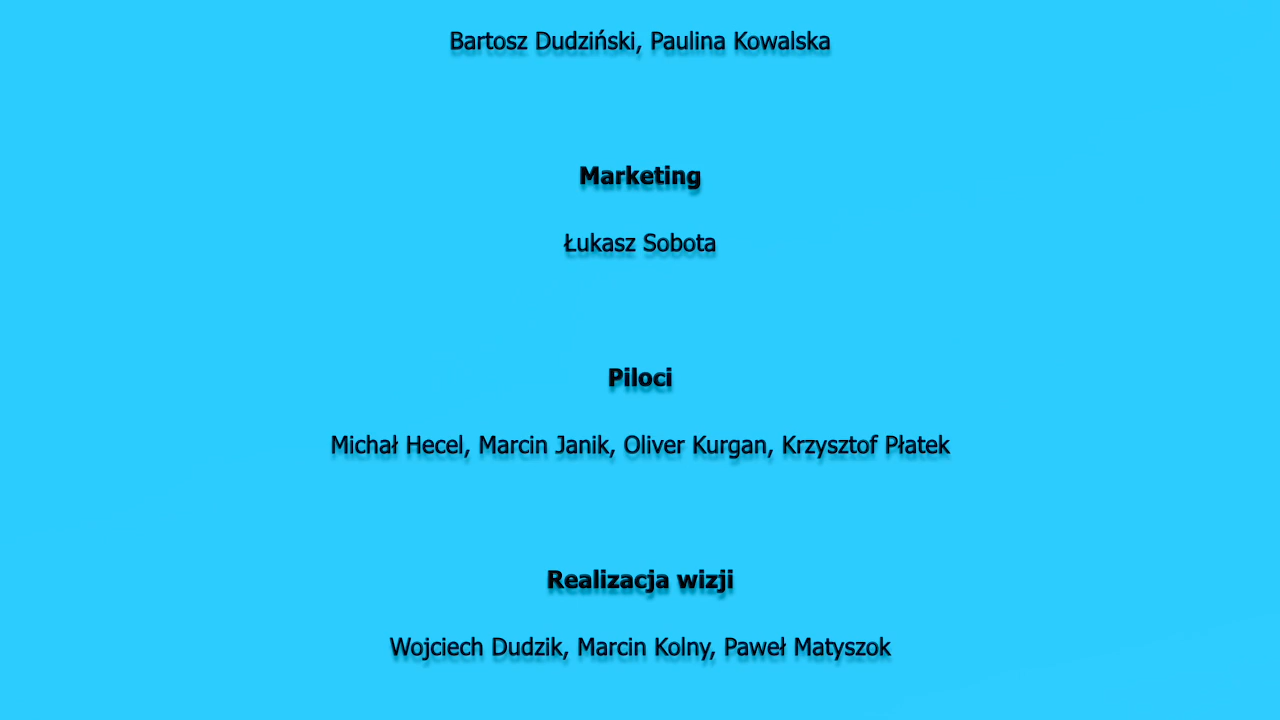 Bartosz Dudziński, Paulina Kowalska
Marketing
Łukasz Sobota
Piloci
Michał Hecel, Marcin Janik, Oliver Kurgan, Krzysztof Płatek
Realizacja wizji
Wojciech Dudzik, Marcin Kolny, Paweł Matyszok